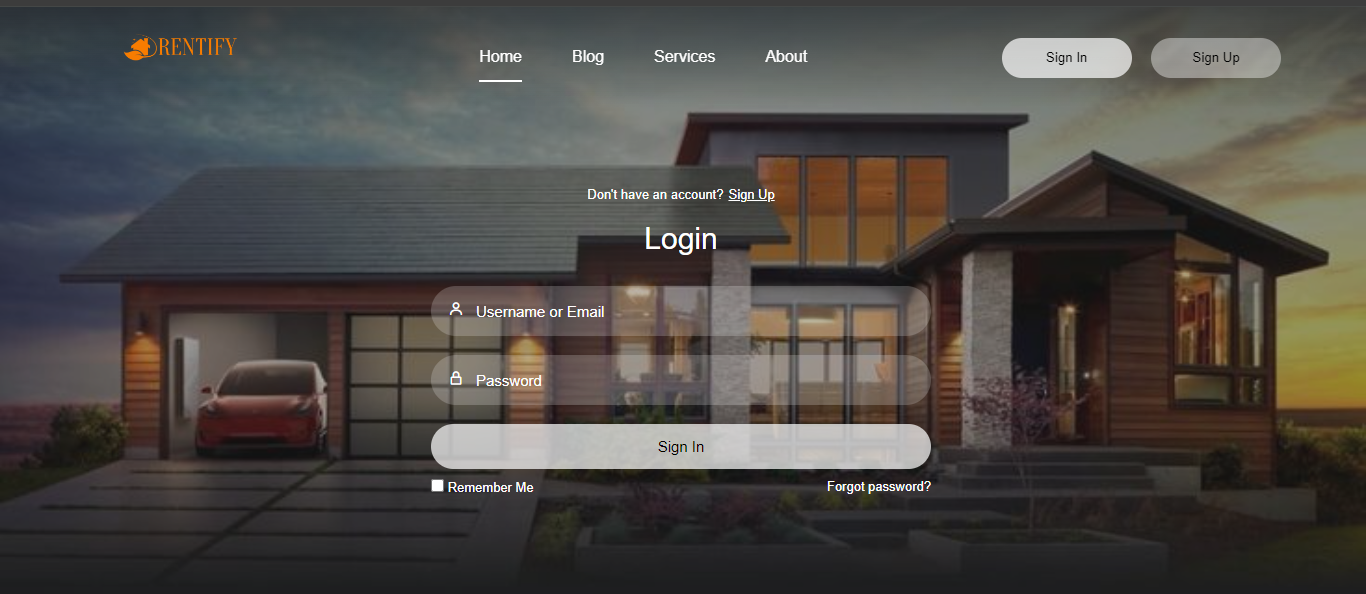 RENTIFY
Home Blog Services About
Sign In Sign Up
Don't have an account? Sign Up
Login
Username or Email
Password
Sign In
Remember Me Forgot password?